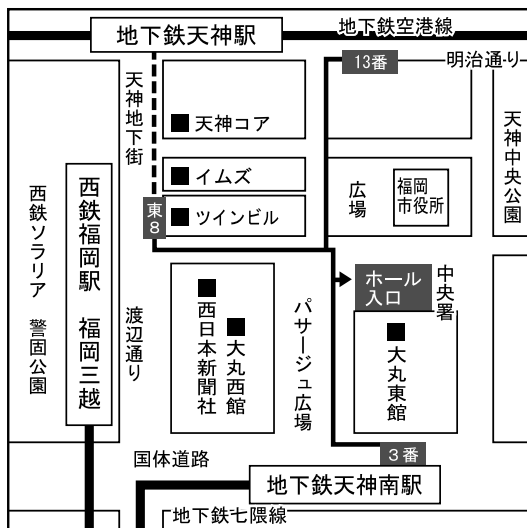 地下鉄天神駅
地下鉄空港線
13番
明治通り
天神地下街
天神コア
イムズ
ツインビル
東8
広場
福岡
市役所
天神中央公園
西鉄ソラリア
警固公園
西鉄福岡駅 福岡三越
渡辺通り
西日本新聞社
大丸西館
パサージュ広場
ホール
入口
中央署
大丸東館
3番
国体道路
地下鉄天神南駅
地下鉄七隈線